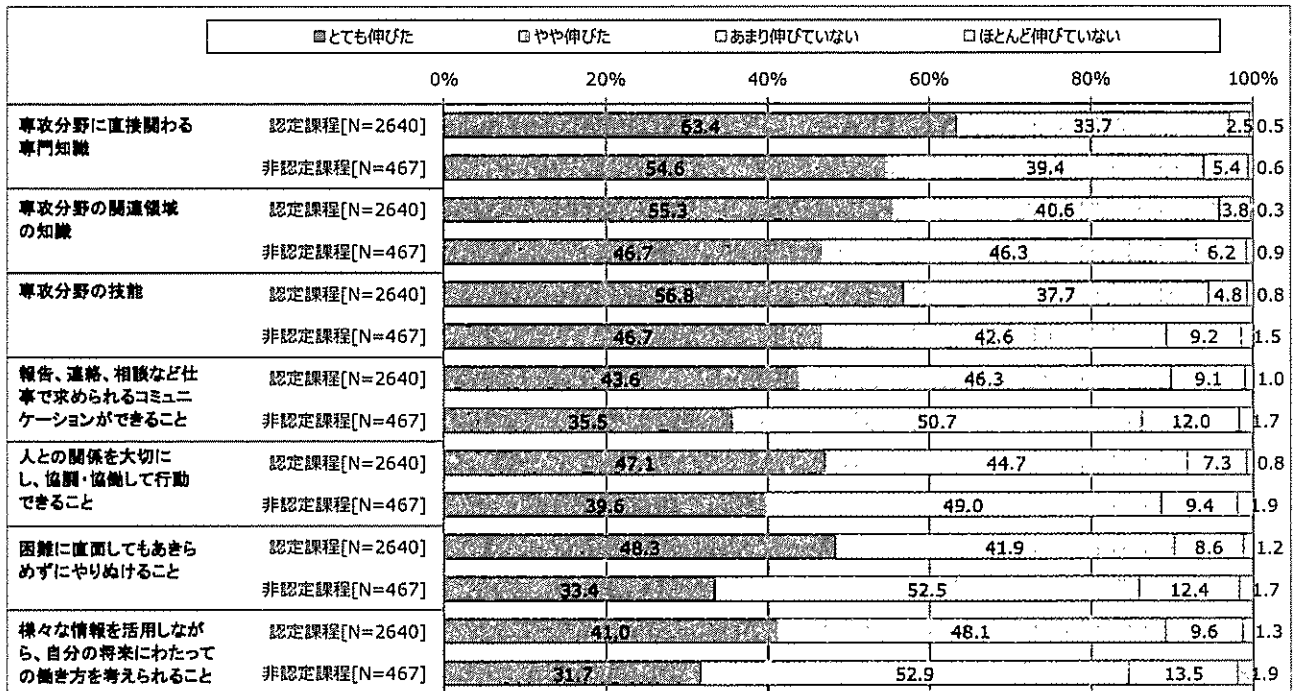 とても伸びた やや伸びた あまり伸びていない ほとんど伸びていない
0% 20% 40% 60% 80% 100%
専攻分野に直接関わる
専門知識
認定課程[N=2640] 63.4 33.7 2.5 0.5
非認定課程[N=467] 54.6 39.4 5.4 0.6
専攻分野の関連領域
の知識
認定課程[N=2640] 55.3 40.6 3.8 0.3
非認定課程[N=467] 46.7 46.3 6.2 0.9
専攻分野の技能
認定課程[N=2640] 56.8 37.7 4.8 0.8
非認定課程[N=467] 46.7 42.6 9.2 1.5
報告、連絡、相談など仕
事で求められるコミュニ
ケーションができること
認定課程[N=2640] 43.6 46.3 9.1 1.0
非認定課程[N=467] 35.5 50.7 12.0 1.7
人との関係を大切に
し、協調・協働して行動
できること
認定課程[N=2640] 47.1 44.7 7.3 0.8
非認定課程[N=467] 39.6 49.0 9.4 1.9
困難に直面してもあきら
めずにやりぬけること
認定課程[N=2640] 48.3 41.9 8.6 1.2
非認定課程[N=467] 33.4 52.5 12.4 1.7
様々な情報を活用しなが
ら、自分の将来にわたって
の働き方を考えられること
認定課程[N=2640] 41.0 48.1 9.6 1.3
非認定課程[N=467] 31.7 52.9 13.5 1.9